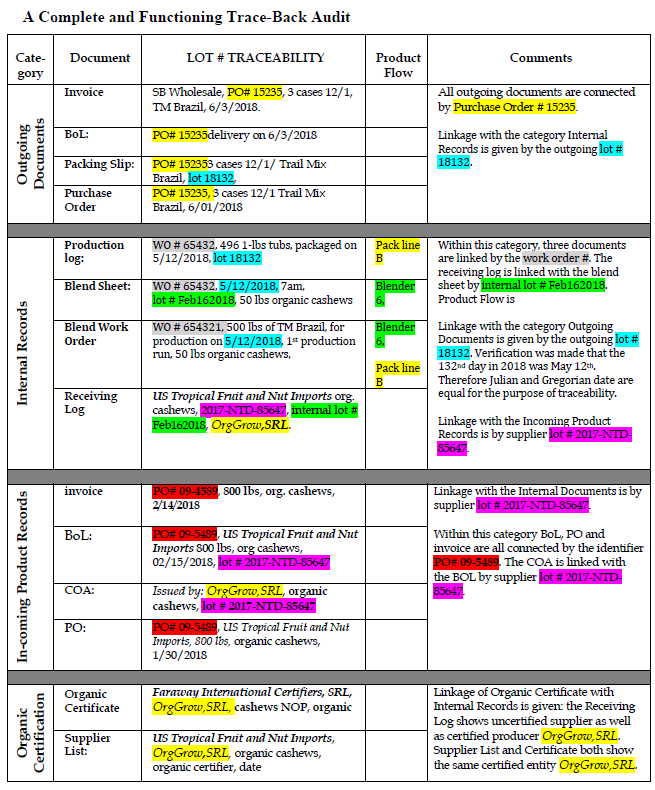 A Complete and Functioning Trace-Back Audit
Cate-
gory
Document
LOT # TRACEABILITY
Product
Flow
Comments
Outgoing
Documents
Invoice
SB Wholesale, PO# 15235, 3 cases 12/1,
TM Brazil, 6/3/2018.
BoL:
PO# 15235delivery on 6/3/2018
Packing Slip:
PO# 152353 cases 12/1/ Trail Mix
Brazil, lot 18132,
Purchase
Order
PO# 15235, 3 cases 12/1 Trail Mix
Brazil, 6/01/2018
All outgoing documents are connected
by Purchase Order # 15235.
Linkage with the category Internal
Records is given by the outgoing lot #
18132.
Internal Records
Production
log:
WO # 65432, 496 1-lbs tubs, packaged on
5/12/2018, lot 18132
Pack line
B
Blend Sheet:
WO # 65432, 5/12/2018, 7am,
lot # Feb162018, 50 lbs organic cashews
Blender
6,
Blend Work
Order
WO # 654321, 500 lbs of TM Brazil, for
production on 5/12/2018, 1st production
run, 50 lbs organic cashews,
Blender
6,
Pack line
B
Receiving
Log
US Tropical Fruit and Nut Imports org.
cashews, 2017-NTD-85647, internal lot #
Feb162018, OrgGrow,SRL.
Within this category, three documents
are linked by the work order #. The
receiving log is linked with the blend
sheet by internal lot # Feb162018.
Product Flow is
Linkage with the category Outgoing
Documents is given by the outgoing lot #
18132. Verification was made that the
132nd day in 2018 was May 12th.
Therefore Julian and Gregorian date are
equal for the purpose of traceability.
Linkage with the Incoming Product
Records is by supplier lot # 2017-NTD-
85647.
In-coming Product Records
invoice
PO# 09-4589, 800 lbs, org. cashews,
2/14/2018
BoL:
PO# 09-5489, US Tropical Fruit and Nut
Imports 800 lbs, org cashews,
02/15/2018, lot # 2017-NTD-85647
COA:
Issued by: OrgGrow,SRL, organic
cashews, lot # 2017-NTD-85647
PO:
PO# 09-5489, US Tropical Fruit and Nut
Imports, 800 lbs, organic cashews,
1/30/2018
Linkage with the Internal Documents is by
supplier lot # 2017-NTD-85647.
Within this category BoL, PO and
invoice are all connected by the identifier
PO# 09-5489. The COA is linked with
the BOL by supplier lot # 2017-NTD-
85647.
Organic
Certification
Organic
Certificate
Faraway International Certifiers, SRL,
OrgGrow,SRL, cashews NOP, organic
Supplier
List:
US Tropical Fruit and Nut Imports,
OrgGrow,SRL, organic cashews,
organic certifier, date
Linkage of Organic Certificate with
Internal Records is given: the Receiving
Log shows uncertified supplier as well
as certified producer OrgGrow,SRL.
Supplier List and Certificate both show
the same certified entity OrgGrow,SRL.